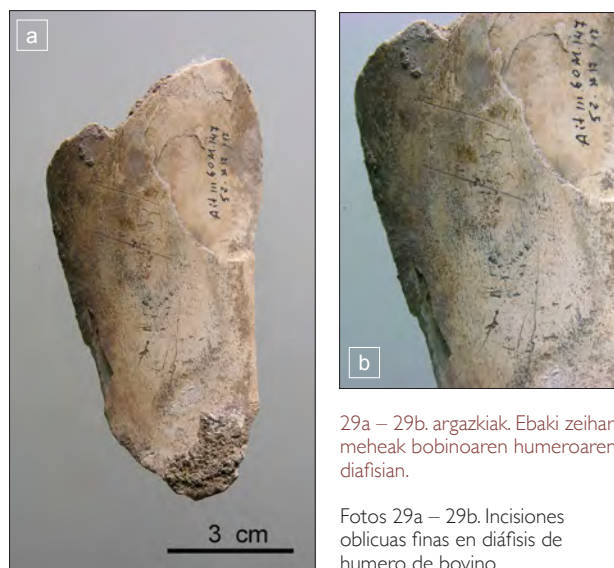 a
3 cm
b
29a – 29b. argazkiak. Ebaki zeihar
meheak bobinoaren humeroaren
diafisian.
Fotos 29a – 29b. Incisiones
oblicuas finas en diáfisis de
humero de bovino.